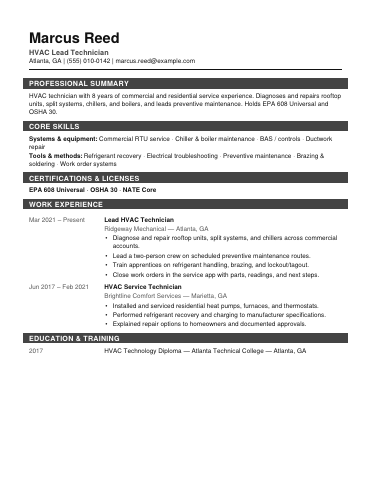 Marcus Reed
HVAC Lead Technician
Atlanta, GA | (555) 010-0142 | marcus.reed@example.com
PROFESSIONAL SUMMARY
HVAC technician with 8 years of commercial and residential service experience. Diagnoses and repairs rooftop
units, split systems, chillers, and boilers, and leads preventive maintenance. Holds EPA 608 Universal and
OSHA 30.
CORE SKILLS
Systems & equipment: Commercial RTU service · Chiller & boiler maintenance · BAS / controls · Ductwork
repair
Tools & methods: Refrigerant recovery · Electrical troubleshooting · Preventive maintenance · Brazing &
soldering · Work order systems
CERTIFICATIONS & LICENSES
EPA 608 Universal · OSHA 30 · NATE Core
WORK EXPERIENCE
Mar 2021 – Present Lead HVAC Technician
Ridgeway Mechanical — Atlanta, GA
• Diagnose and repair rooftop units, split systems, and chillers across commercial
accounts.
• Lead a two-person crew on scheduled preventive maintenance routes.
• Train apprentices on refrigerant handling, brazing, and lockout/tagout.
• Close work orders in the service app with parts, readings, and next steps.
Jun 2017 – Feb 2021 HVAC Service Technician
Brightline Comfort Services — Marietta, GA
• Installed and serviced residential heat pumps, furnaces, and thermostats.
• Performed refrigerant recovery and charging to manufacturer specifications.
• Explained repair options to homeowners and documented approvals.
EDUCATION & TRAINING
2017 HVAC Technology Diploma — Atlanta Technical College — Atlanta, GA